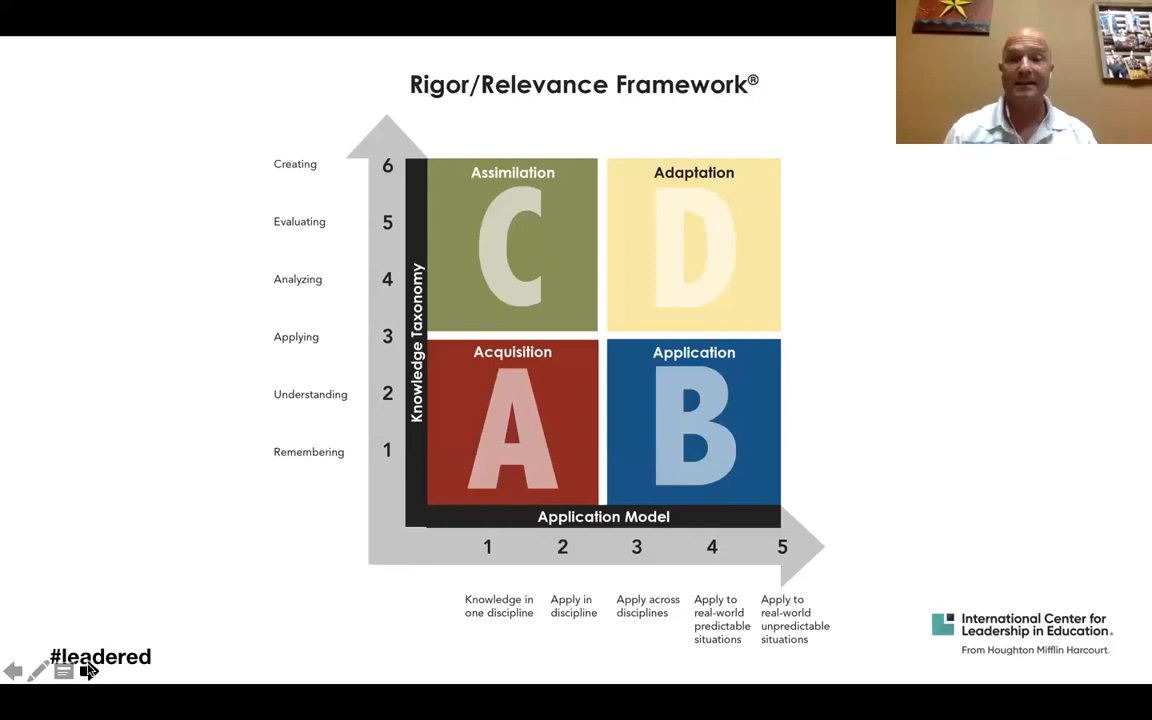 Rigor/Relevance Framework®
Creating
Evaluating
Analyzing
Applying
Understanding
Remembering
6
5
4
3
2
1
Knowledge Taxonomy
Assimilation
C
Adaptation
D
Acquisition
A
Application
B
Application Model
1 2 3 4 5
Knowledge in
one discipline
Apply in
discipline
Apply across
disciplines
Apply to
real-world
predictable
situations
Apply to
real-world
unpredictable
situations
#leadered
International Center for
Leadership in Education®
From Houghton Mifflin Harcourt.